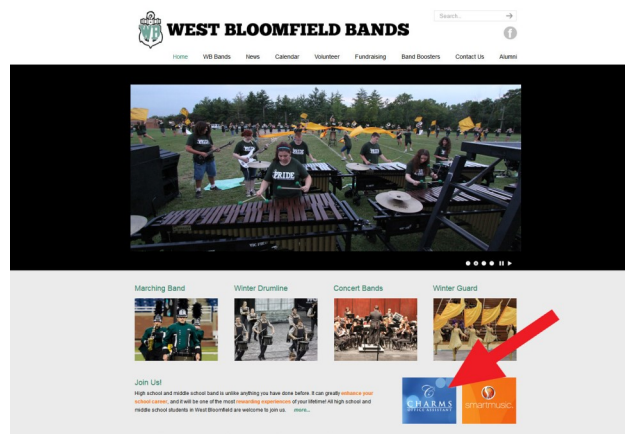 Search...
WB
WEST BLOOMFIELD BANDS
f
Home WB Bands News Calendar Volunteer Fundraising Band Boosters Contact Us Alumni
PRIDE
Marching Band Winter Drumline Concert Bands Winter Guard
Join Us!
High school and middle school band is unlike anything you have done before. It can greatly enhance your
school career, and it will be one of the most rewarding experiences of your lifetime! All high school and
middle school students in West Bloomfield are welcome to join us. more...
C
CHARMS
OFFICE ASSISTANT
smartmusic.